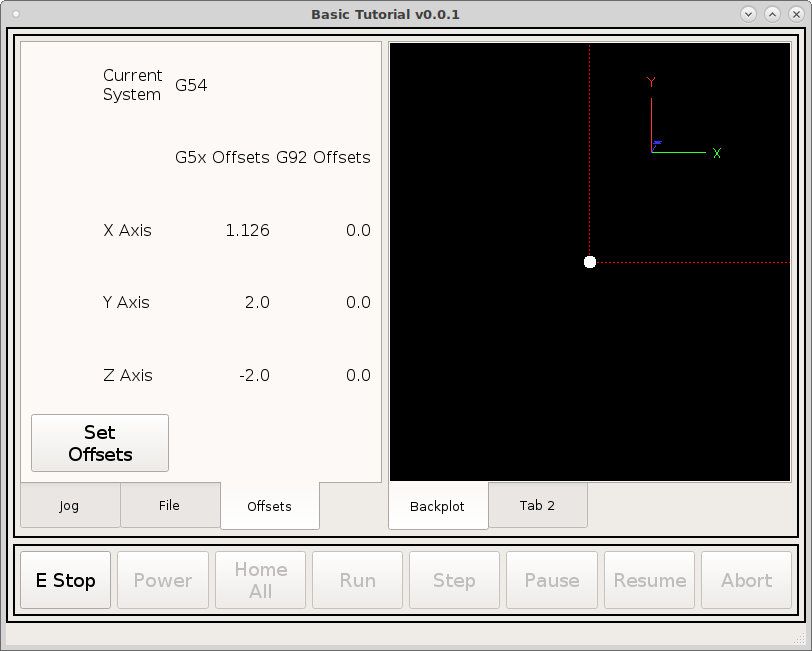 Basic Tutorial v0.0.1
Current
System
G54
G5x Offsets G92 Offsets
X Axis 1.126 0.0
Y Axis 2.0 0.0
Z Axis -2.0 0.0
Set
Offsets
Jog File Offsets
Y
X
Backplot Tab 2
E Stop Power Home All Run Step Pause Resume Abort